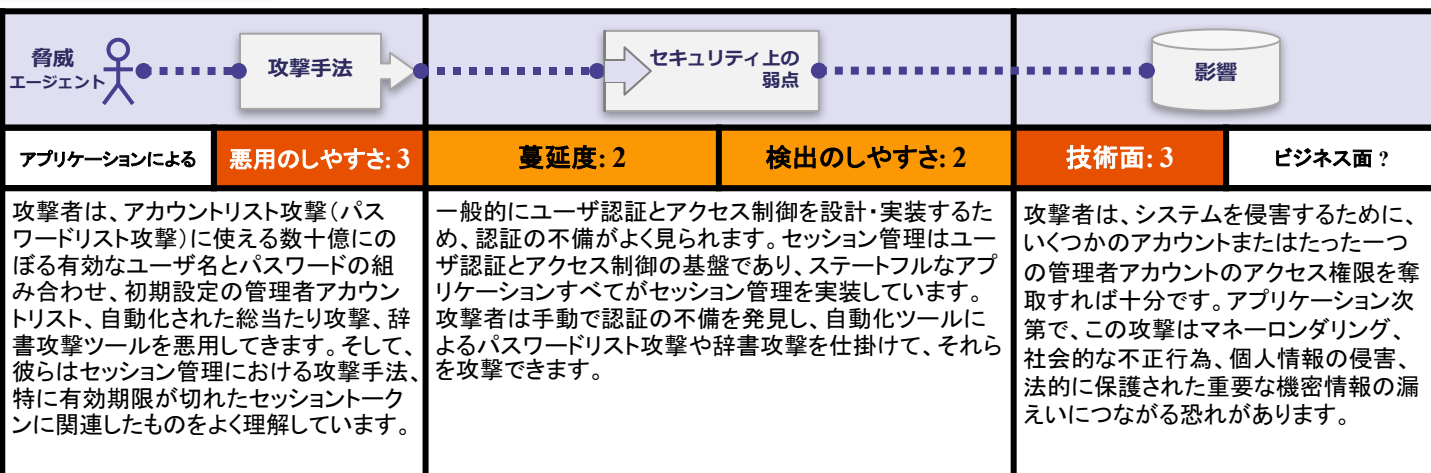 脅威
エージェント
攻撃手法
セキュリティ上の
弱点
影響
アプリケーションによる
悪用のしやすさ: 3
蔓延度: 2
検出のしやすさ: 2
技術面: 3
ビジネス面 ?
攻撃者は、アカウントリスト攻撃(パス
ワードリスト攻撃)に使える数十億にの
ぼる有効なユーザ名とパスワードの組
み合わせ、初期設定の管理者アカウン
トリスト、自動化された総当たり攻撃、辞
書攻撃ツールを悪用してきます。そして、
彼らはセッション管理における攻撃手法、
特に有効期限が切れたセッショントーク
ンに関連したものをよく理解しています。
一般的にユーザ認証とアクセス制御を設計・実装するた
め、認証の不備がよく見られます。セッション管理はユー
ザ認証とアクセス制御の基盤であり、ステートフルなアプ
リケーションすべてがセッション管理を実装しています。
攻撃者は手動で認証の不備を発見し、自動化ツールに
よるパスワードリスト攻撃や辞書攻撃を仕掛けて、それら
を攻撃できます。
攻撃者は、システムを侵害するために、
いくつかのアカウントまたはたった一つ
の管理者アカウントのアクセス権限を奪
取すれば十分です。アプリケーション次
第で、この攻撃はマネーロンダリング、
社会的な不正行為、個人情報の侵害、
法的に保護された重要な機密情報の漏
えいにつながる恐れがあります。